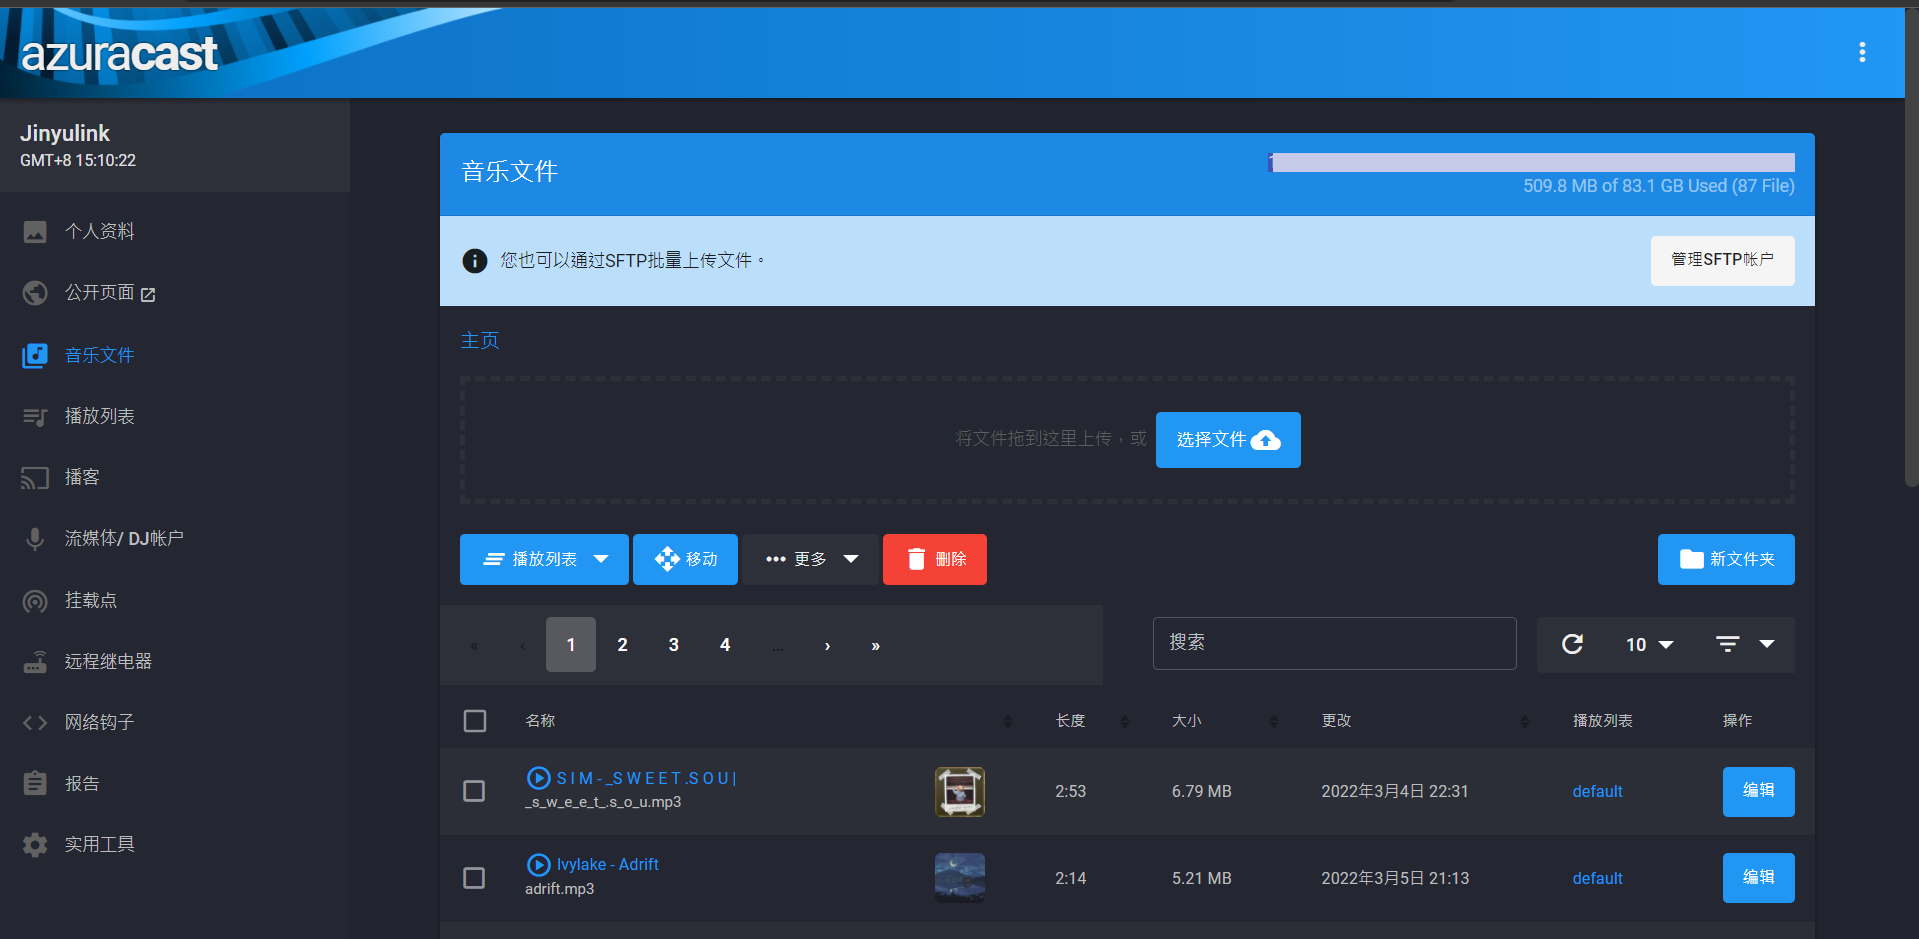 azuracast
Jinyulink
GMT+8 15:10:22
个人资料
公开页面
音乐文件
播放列表
播客
流媒体/ DJ帐户
挂载点
远程继电器
网络钩子
报告
实用工具
音乐文件
509.8 MB of 83.1 GB Used (87 File)
您也可以通过SFTP批量上传文件。
管理SFTP帐户
主页
将文件拖到这里上传，或 选择文件
播放列表 移动 ••• 更多 删除 新文件夹
« ‹ 1 2 3 4 ... › » 搜索 10
名称 长度 大小 更改 播放列表 操作
S I M - _S W E E T .S O U | 2:53 6.79 MB 2022年3月4日 22:31 default 编辑
_s_w_e_e_t_.s_o_u.mp3
Ivylake - Adrift 2:14 5.21 MB 2022年3月5日 21:13 default 编辑
adrift.mp3